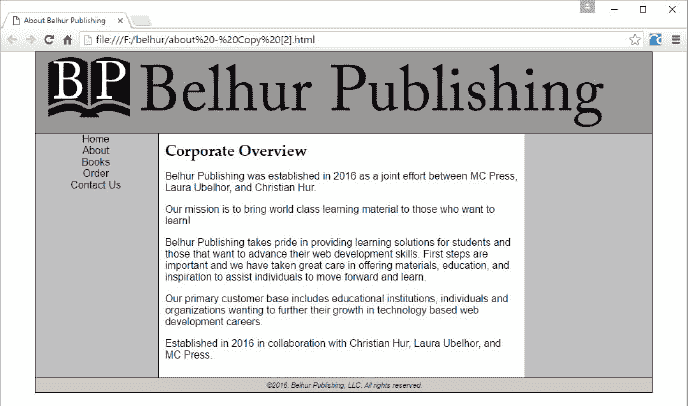 About Belhur Publishing
file:///F:/belhur/about%20-%20Copy%20[2].html
BP Belhur Publishing
Home
About
Books
Order
Contact Us
Corporate Overview
Belhur Publishing was established in 2016 as a joint effort between MC Press,
Laura Ubelhor, and Christian Hur.
Our mission is to bring world class learning material to those who want to
learn!
Belhur Publishing takes pride in providing learning solutions for students and
those that want to advance their web development skills. First steps are
important and we have taken great care in offering materials, education, and
inspiration to assist individuals to move forward and learn.
Our primary customer base includes educational institutions, individuals and
organizations wanting to further their growth in technology based web
development careers.
Established in 2016 in collaboration with Christian Hur, Laura Ubelhor, and
MC Press.
©2016. Belhur Publishing, LLC. All rights reserved.